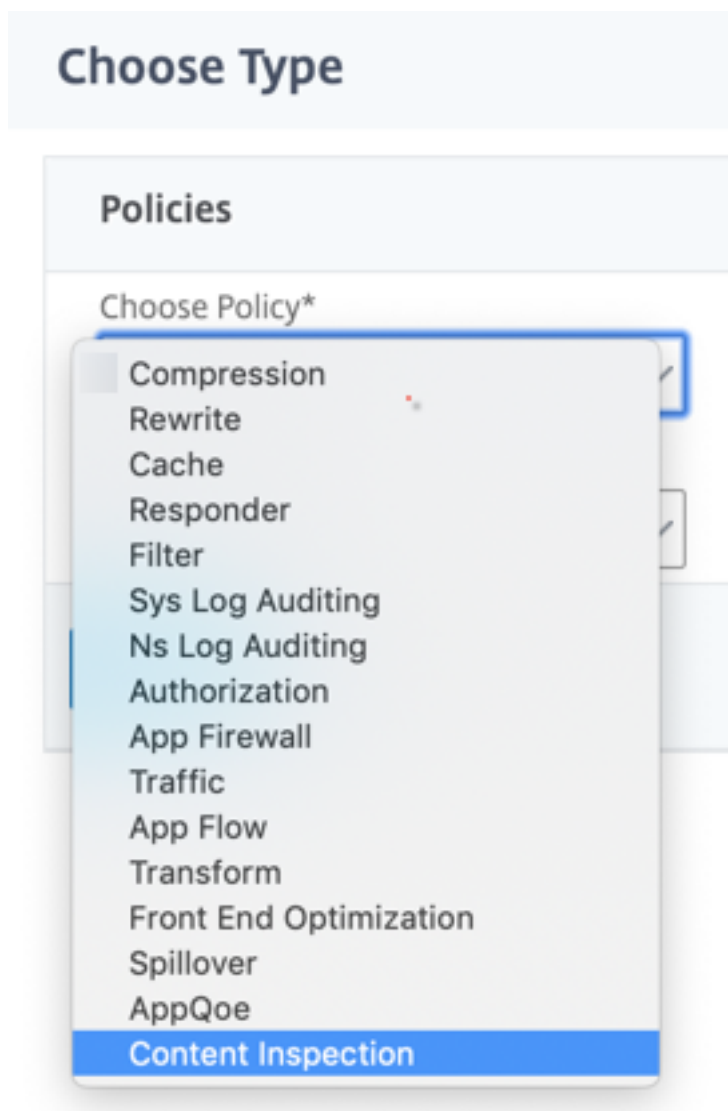 Choose Type
Policies
Choose Policy*
Compression
Rewrite
Cache
Responder
Filter
Sys Log Auditing
Ns Log Auditing
Authorization
App Firewall
Traffic
App Flow
Transform
Front End Optimization
Spillover
AppQoe
Content Inspection